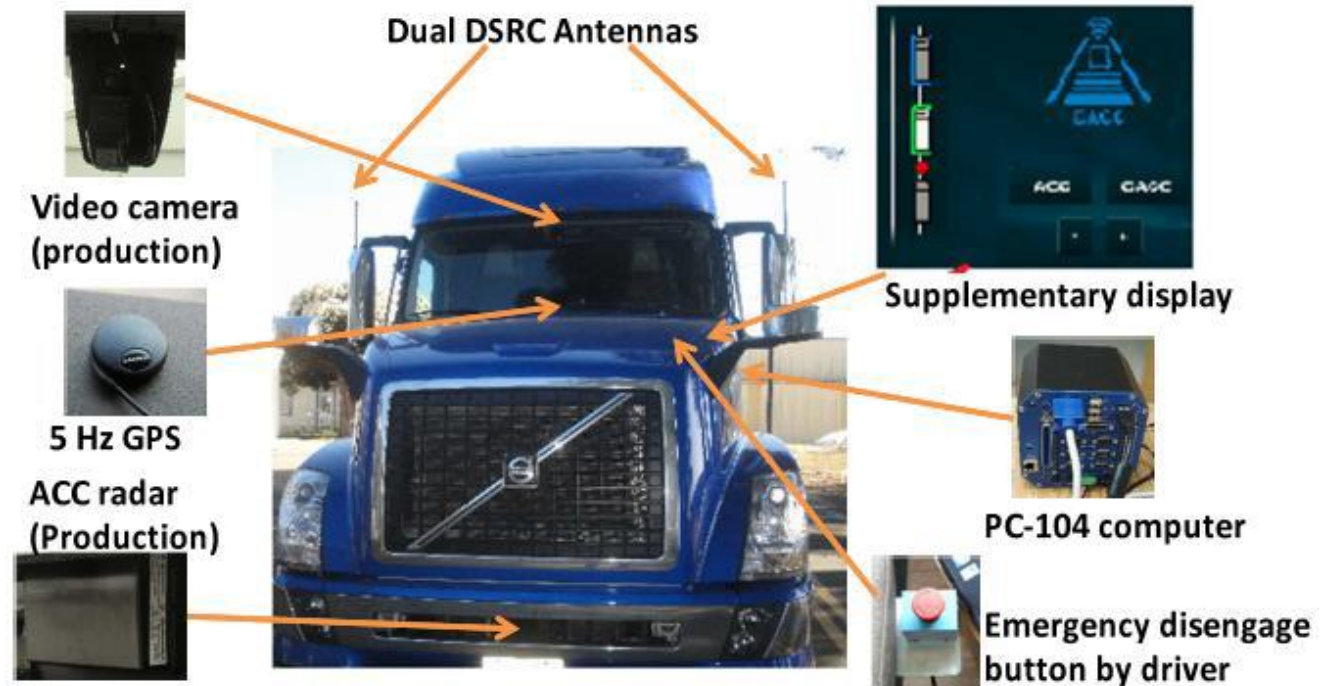 Dual DSRC Antennas
Video camera
(production)
CACC
ACC
CACC
Supplementary display
5 Hz GPS
ACC radar
(Production)
PC-104 computer
Emergency disengage
button by driver